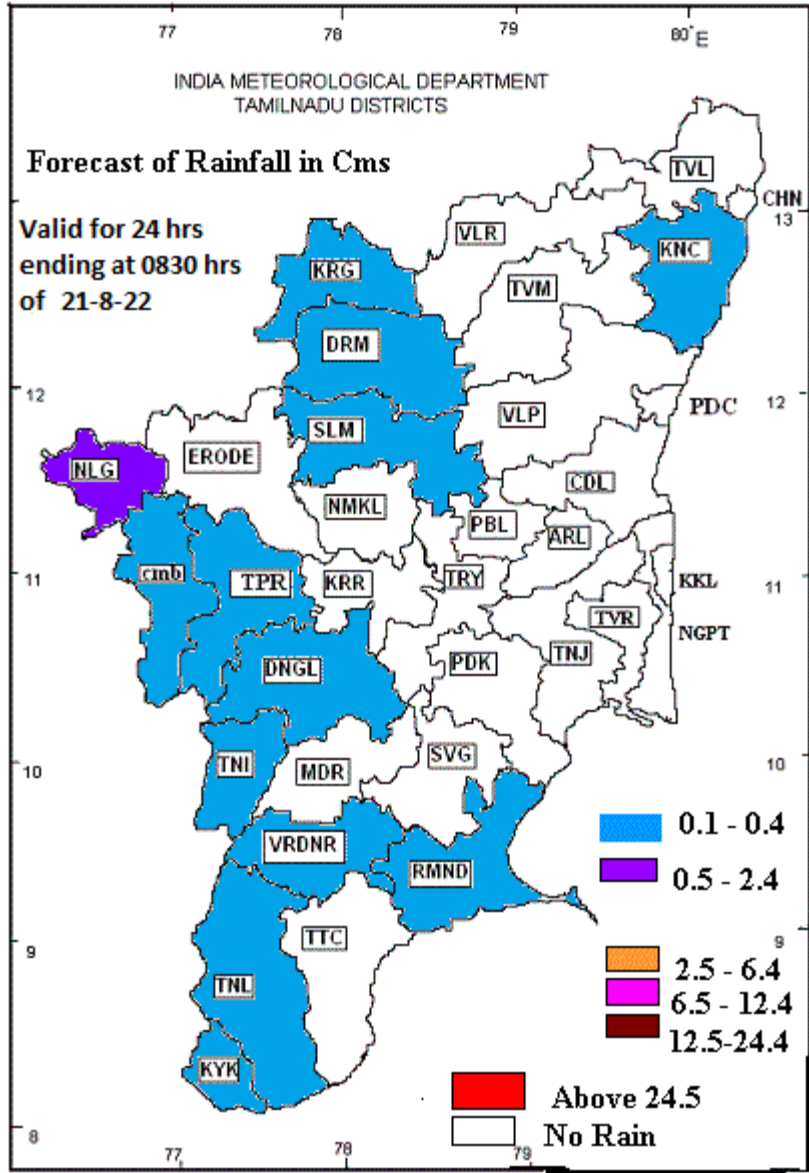 77 78 79 80° E
INDIA METEOROLOGICAL DEPARTMENT
TAMILNADU DISTRICTS
Forecast of Rainfall in Cms
TVL
CHN
13
Valid for 24 hrs
ending at 0830 hrs
of 21-8-22
VLR
KNC
KRG
TVM
DRM
12
12
PDC
VLP
SLM
ERODE
NLG
CDL
NMKL
PBL
ARL
11
cmb
TPR
KRR
TRY
KKL
11
TVR
NGPT
DNGL
PDK
TNJ
10
TNI
MDR
SVG
10
0.1 - 0.4
VRDNR
RMND
0.5 - 2.4
9
TTC
9
2.5 - 6.4
TNL
6.5 - 12.4
12.5-24.4
KYK
Above 24.5
No Rain
8
77 78 79